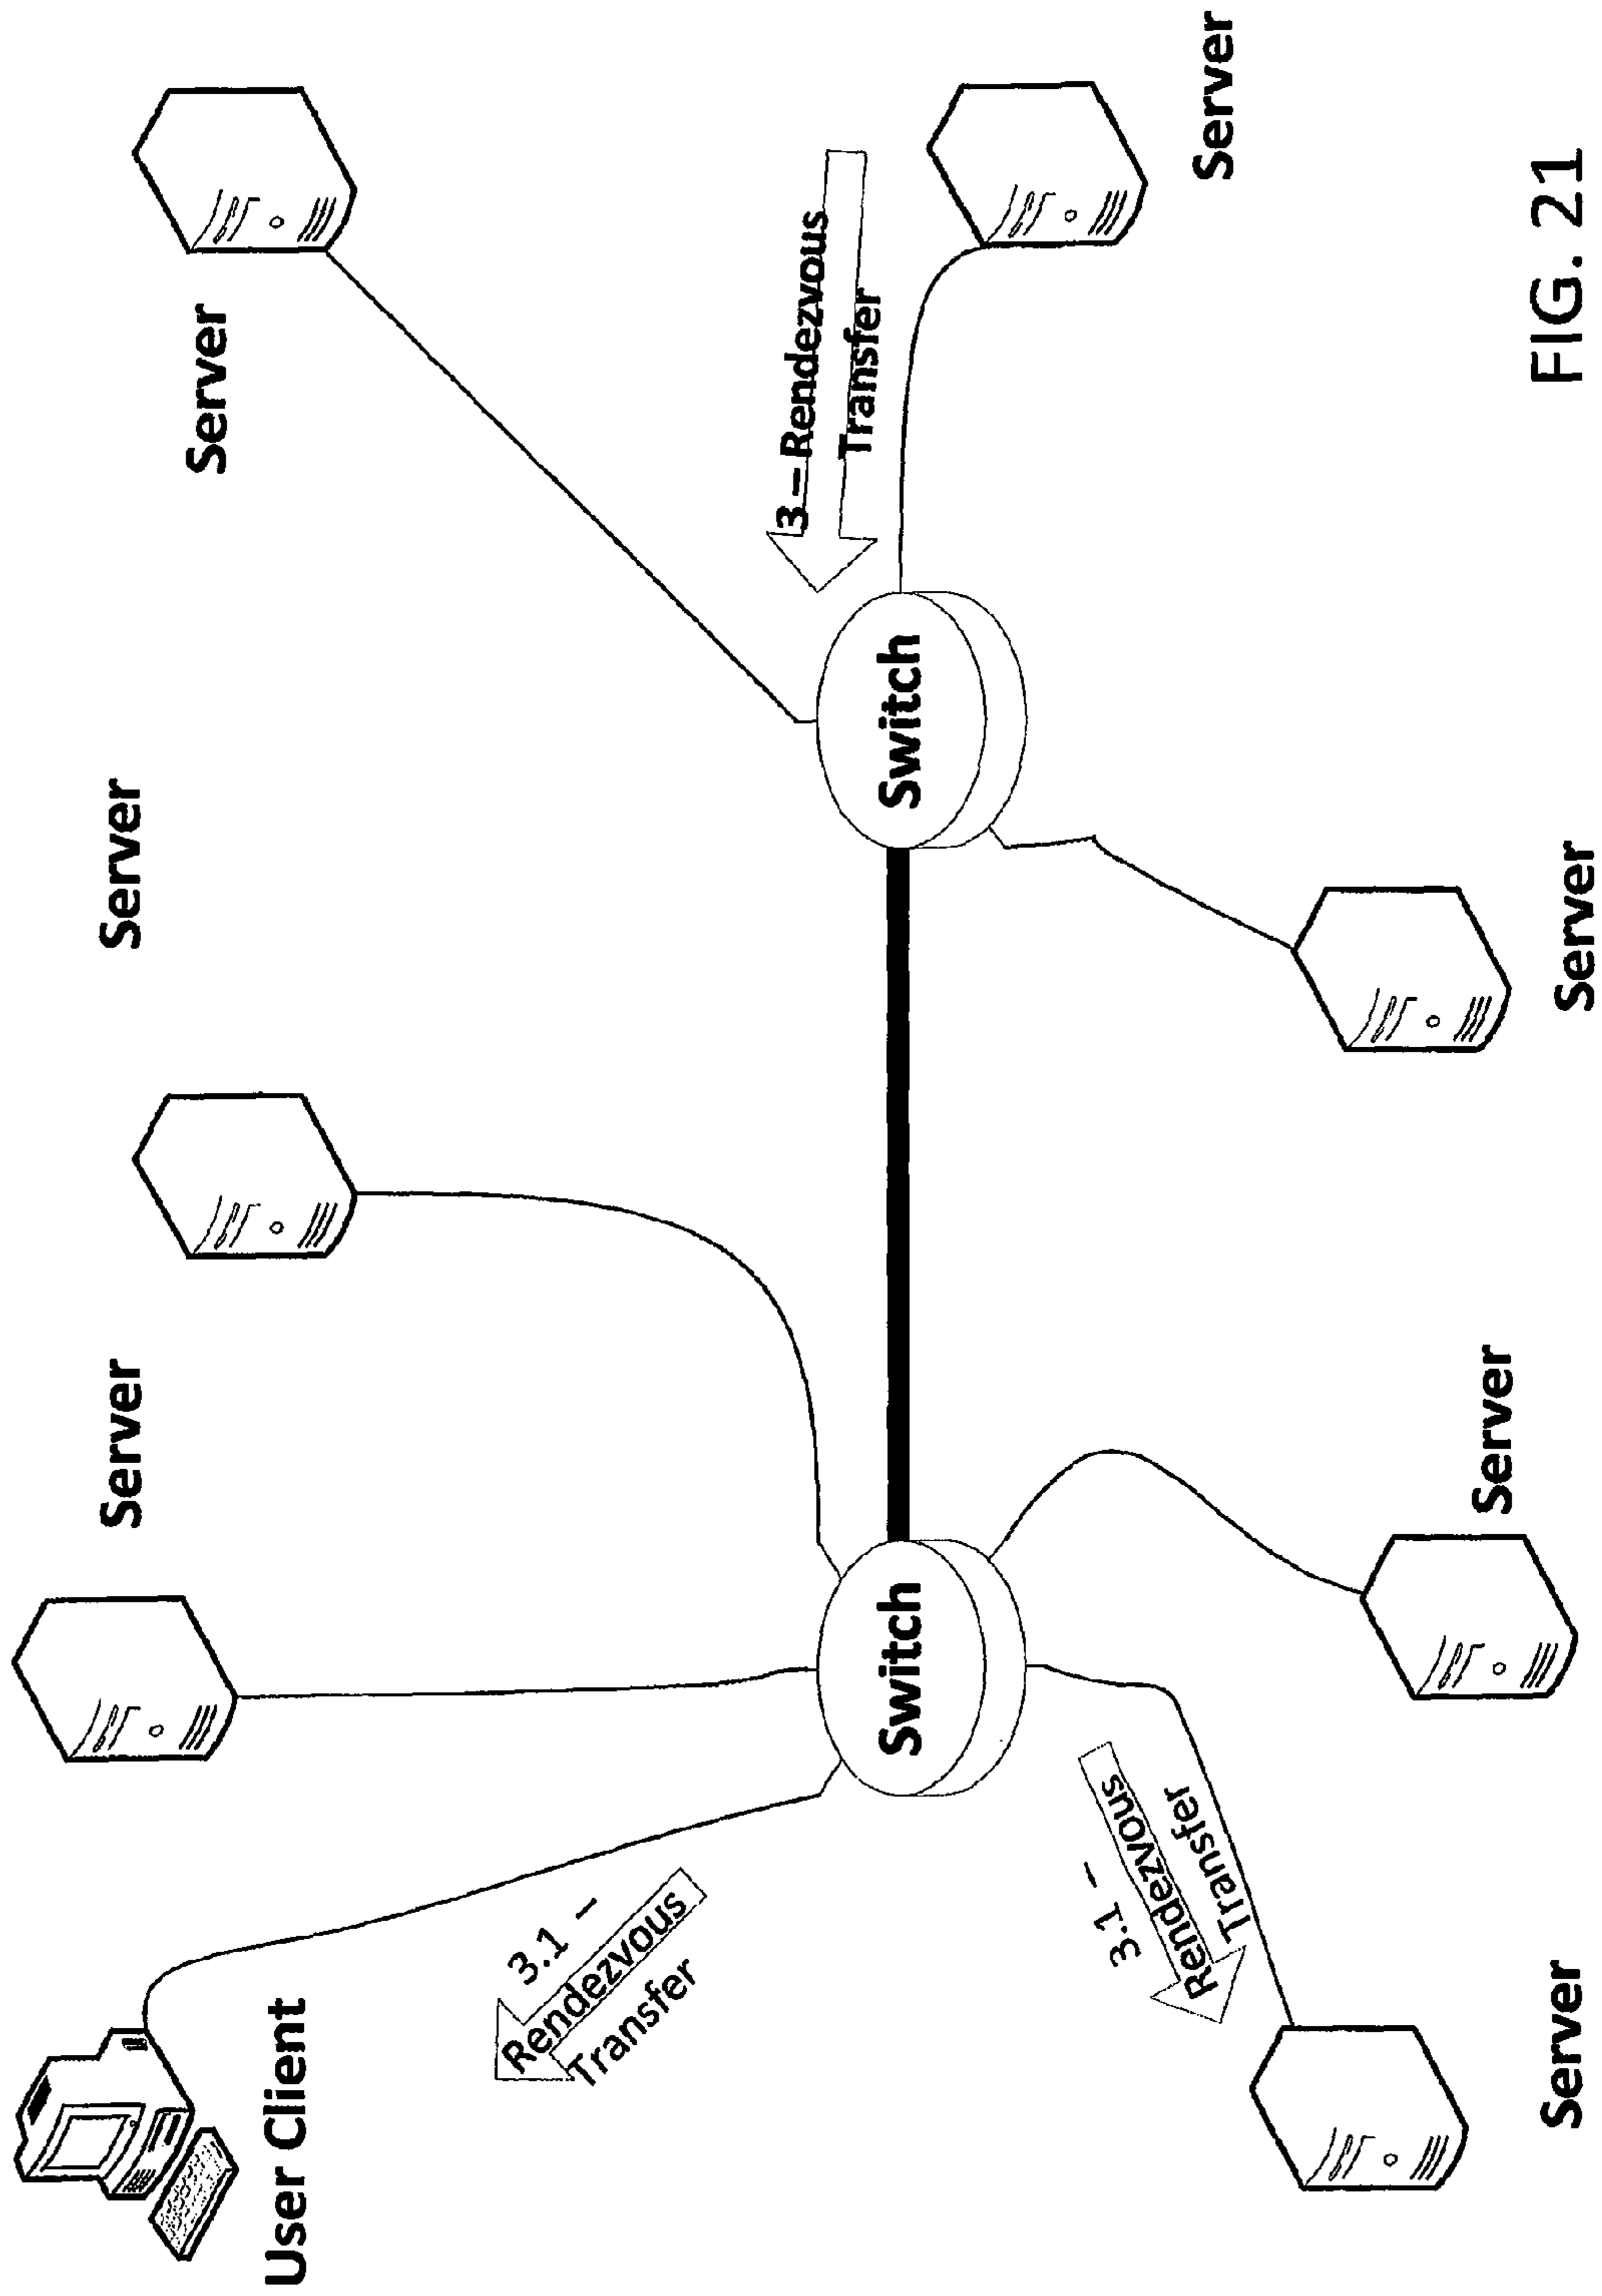 Server
Server
Server
User Client
3.1 –
Rendezvous
Transfer
3 – Rendezvous
Transfer
Switch
Switch
3.1 –
Rendezvous
Transfer
Server
Server
Server
Server
FIG. 21